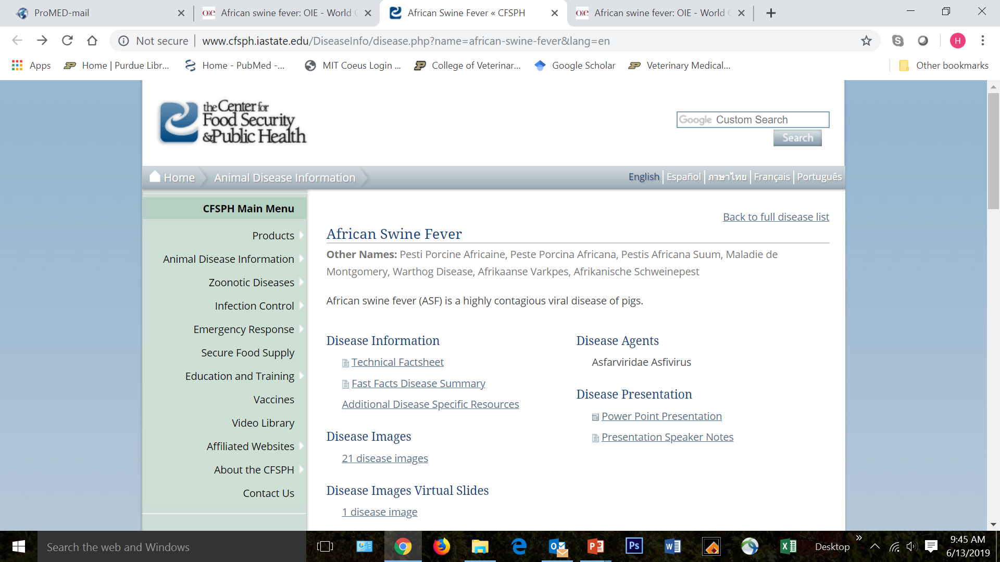 ProMED-mail
OiE African swine fever: OIE - World
African Swine Fever « CFSPH
OiE African swine fever: OIE - World
Not secure www.cfsph.iastate.edu/DiseaseInfo/disease.php?name=african-swine-fever&lang=en
H
Apps Home | Purdue Libr... Home - PubMed -... MIT Coeus Login ... College of Veterinar... Google Scholar Veterinary Medical... Other bookmarks
the Center for
Food Security
&Public Health
Google Custom Search
Search
Home Animal Disease Information English Español ภาษาไทย Français Português
CFSPH Main Menu
Products
Animal Disease Information
Zoonotic Diseases
Infection Control
Emergency Response
Secure Food Supply
Education and Training
Vaccines
Video Library
Affiliated Websites
About the CFSPH
Contact Us
Back to full disease list
African Swine Fever
Other Names: Pesti Porcine Africaine, Peste Porcina Africana, Pestis Africana Suum, Maladie de
Montgomery, Warthog Disease, Afrikaanse Varkpes, Afrikanische Schweinepest
African swine fever (ASF) is a highly contagious viral disease of pigs.
Disease Information
Technical Factsheet
Fast Facts Disease Summary
Additional Disease Specific Resources
Disease Images
21 disease images
Disease Images Virtual Slides
1 disease image
Disease Agents
Asfarviridae Asfivirus
Disease Presentation
Power Point Presentation
Presentation Speaker Notes
Search the web and Windows
Ps
Desktop
9:45 AM
6/13/2019